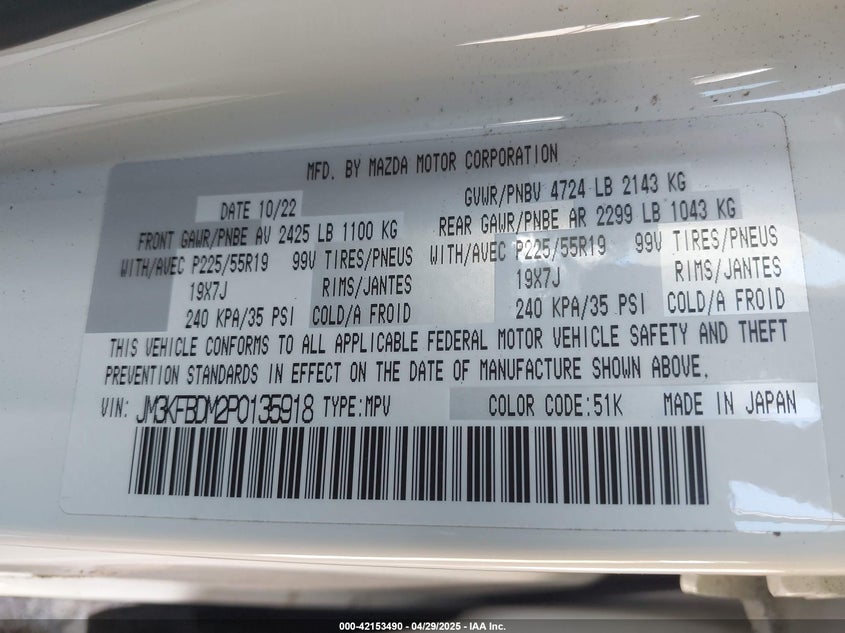 MFD. BY MAZDA MOTOR CORPORATION
DATE 10/22
GVWR/PNBV 4724 LB 2143 KG
FRONT GAWR/PNBE AV 2425 LB 1100 KG
REAR GAWR/PNBE AR 2299 LB 1043 KG
WITH/AVEC P225/55R19 99V TIRES/PNEUS
WITH/AVEC P225/55R19 99V TIRES/PNEUS
19X7J RIMS/JANTES
19X7J RIMS/JANTES
240 KPA/35 PSI COLD/A FROID
240 KPA/35 PSI COLD/A FROID
THIS VEHICLE CONFORMS TO ALL APPLICABLE FEDERAL MOTOR VEHICLE SAFETY AND THEFT
PREVENTION STANDARDS IN EFFECT ON THE DATE OF MANUFACTURE SHOWN ABOVE.
VIN: JM3KFBDM2P0135918 TYPE:MPV COLOR CODE:51K MADE IN JAPAN
000-42153490 - 04/29/2025 - IAA Inc.